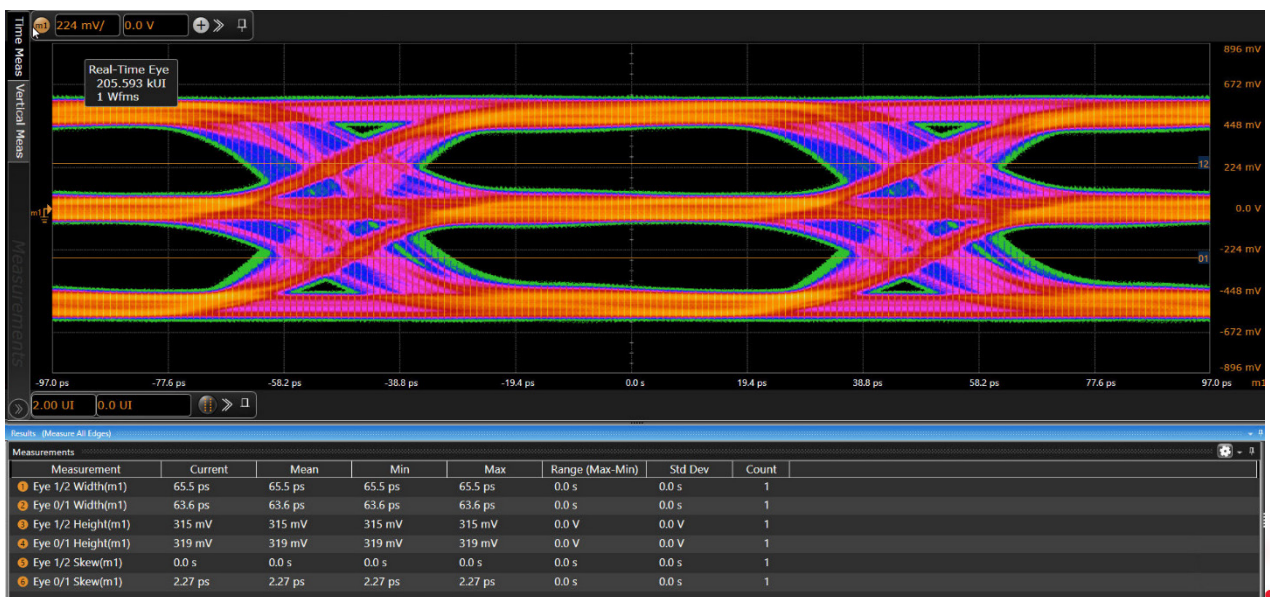 Time Meas
Vertical Meas
Measurements
m1 224 mV/ 0.0 V
Real-Time Eye
205.593 kUI
1 Wfms
896 mV
672 mV
448 mV
12
224 mV
m1
0.0 V
-224 mV
01
-448 mV
-672 mV
-896 mV
-97.0 ps -77.6 ps -58.2 ps -38.8 ps -19.4 ps 0.0 s 19.4 ps 38.8 ps 58.2 ps 77.6 ps 97.0 ps m1
2.00 UI 0.0 UI
Results (Measure All Edges)
Measurements
Measurement Current Mean Min Max Range (Max-Min) Std Dev Count
1 Eye 1/2 Width(m1) 65.5 ps 65.5 ps 65.5 ps 65.5 ps 0.0 s 0.0 s 1
2 Eye 0/1 Width(m1) 63.6 ps 63.6 ps 63.6 ps 63.6 ps 0.0 s 0.0 s 1
3 Eye 1/2 Height(m1) 315 mV 315 mV 315 mV 315 mV 0.0 V 0.0 V 1
4 Eye 0/1 Height(m1) 319 mV 319 mV 319 mV 319 mV 0.0 V 0.0 V 1
5 Eye 1/2 Skew(m1) 0.0 s 0.0 s 0.0 s 0.0 s 0.0 s 0.0 s 1
6 Eye 0/1 Skew(m1) 2.27 ps 2.27 ps 2.27 ps 2.27 ps 0.0 s 0.0 s 1